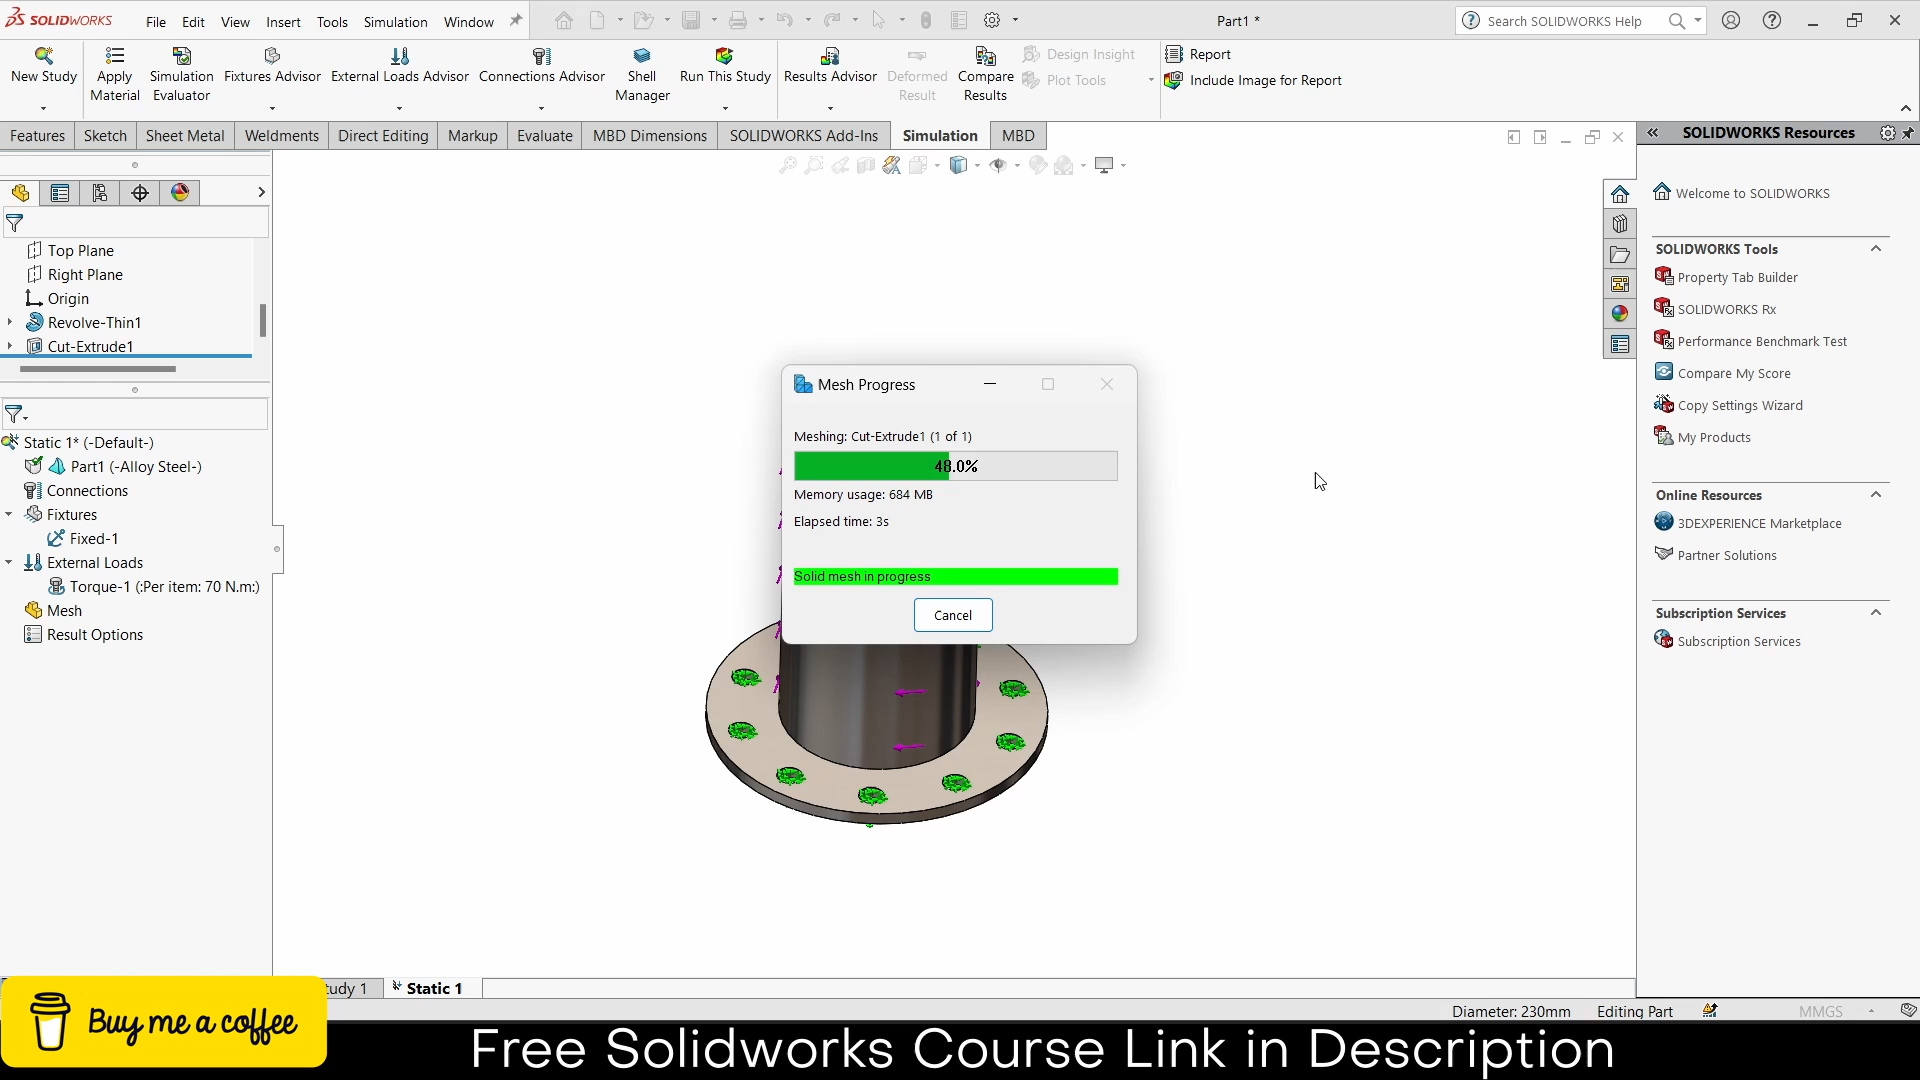 SOLIDWORKS
File Edit View Insert Tools Simulation Window
Part1 *
Search SOLIDWORKS Help
New Study
Apply Material
Simulation Evaluator
Fixtures Advisor
External Loads Advisor
Connections Advisor
Shell Manager
Run This Study
Results Advisor
Deformed Result
Compare Results
Design Insight
Plot Tools
Report
Include Image for Report
Features Sketch Sheet Metal Weldments Direct Editing Markup Evaluate MBD Dimensions SOLIDWORKS Add-Ins Simulation MBD
Top Plane
Right Plane
Origin
Revolve-Thin1
Cut-Extrude1
Static 1* (-Default-)
Part1 (-Alloy Steel-)
Connections
Fixtures
Fixed-1
External Loads
Torque-1 (:Per item: 70 N.m:)
Mesh
Result Options
Mesh Progress
Meshing: Cut-Extrude1 (1 of 1)
48.0%
Memory usage: 684 MB
Elapsed time: 3s
Solid mesh in progress
Cancel
SOLIDWORKS Resources
Welcome to SOLIDWORKS
SOLIDWORKS Tools
Property Tab Builder
SOLIDWORKS Rx
Performance Benchmark Test
Compare My Score
Copy Settings Wizard
My Products
Online Resources
3DEXPERIENCE Marketplace
Partner Solutions
Subscription Services
Subscription Services
tudy 1 Static 1
Diameter: 230mm Editing Part MMGS
Buy me a coffee
Free Solidworks Course Link in Description